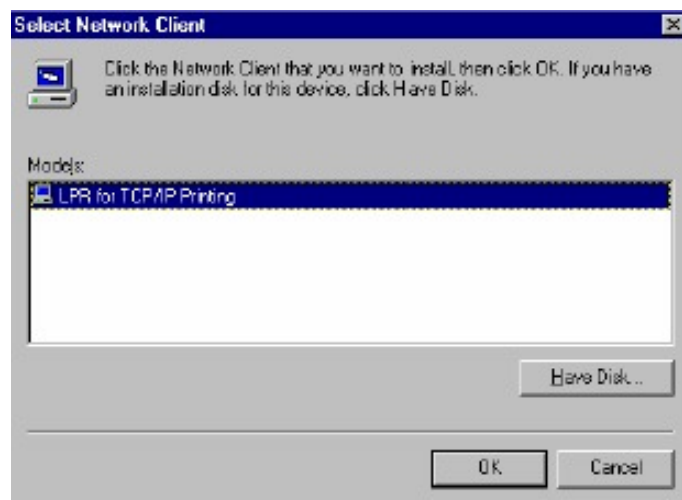 Select Network Client
Click the Network Client that you want to install, then click OK. If you have
an installation disk for this device, click Have Disk.
Models:
LPR for TCP/IP Printing
Have Disk...
OK
Cancel